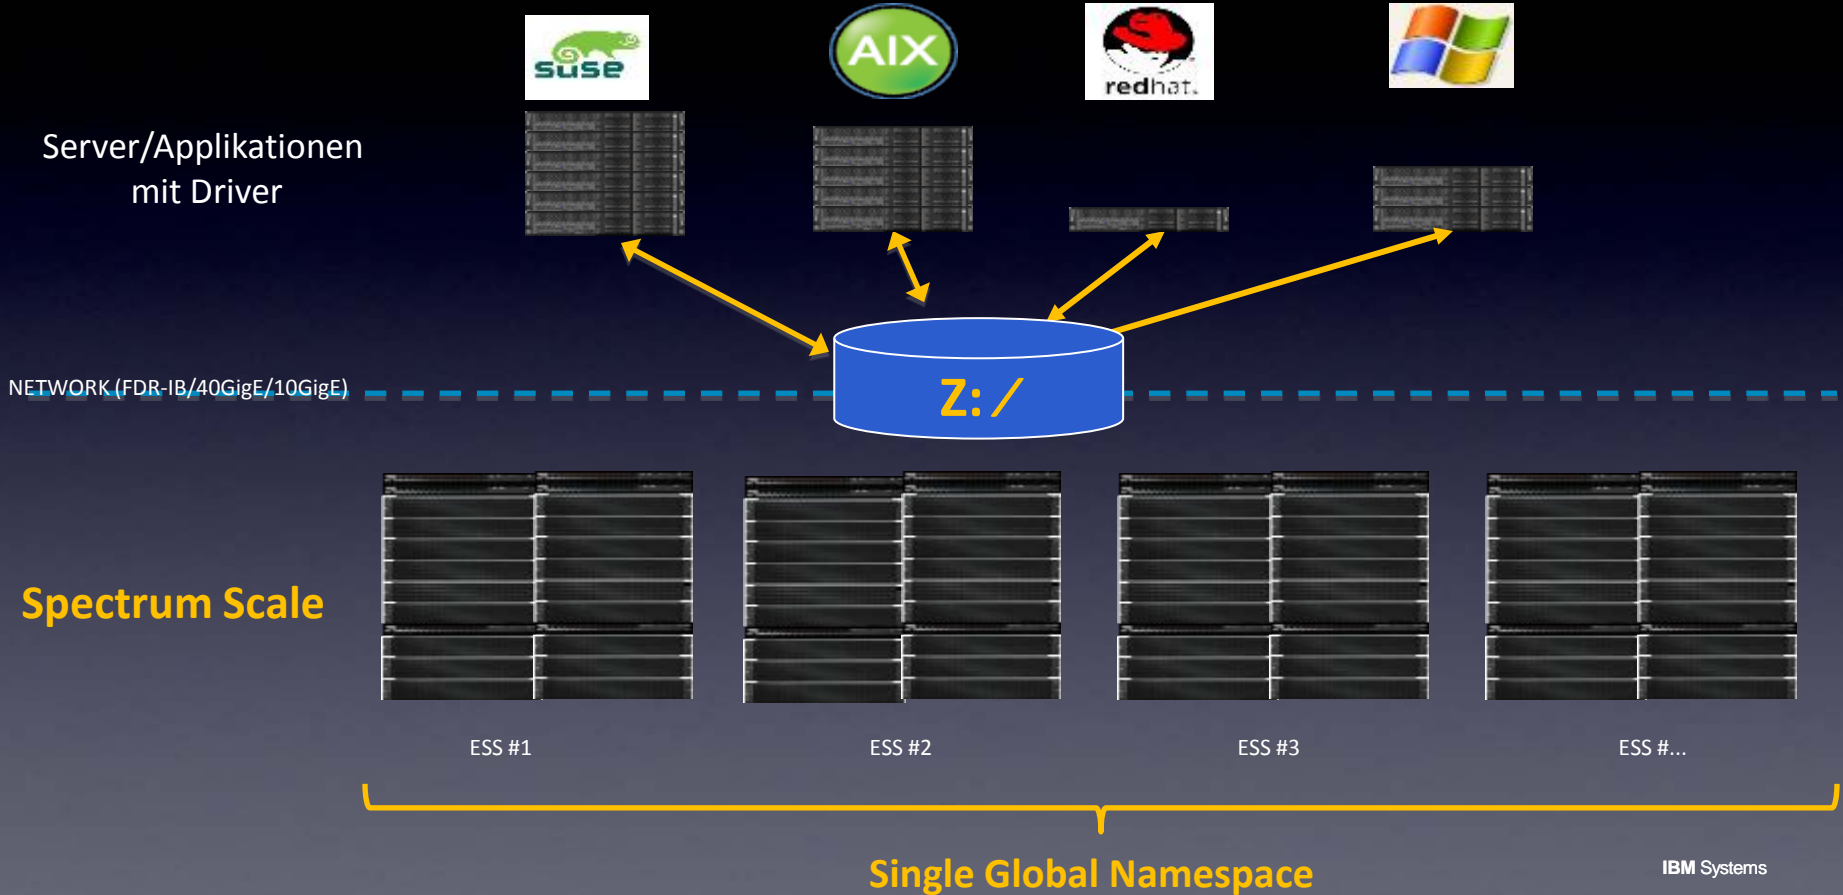 suse
AIX
redhat.
Server/Applikationen
mit Driver
NETWORK (FDR-IB/40GigE/10GigE)
Z: /
Spectrum Scale
ESS #1
ESS #2
ESS #3
ESS #...
Single Global Namespace
IBM Systems